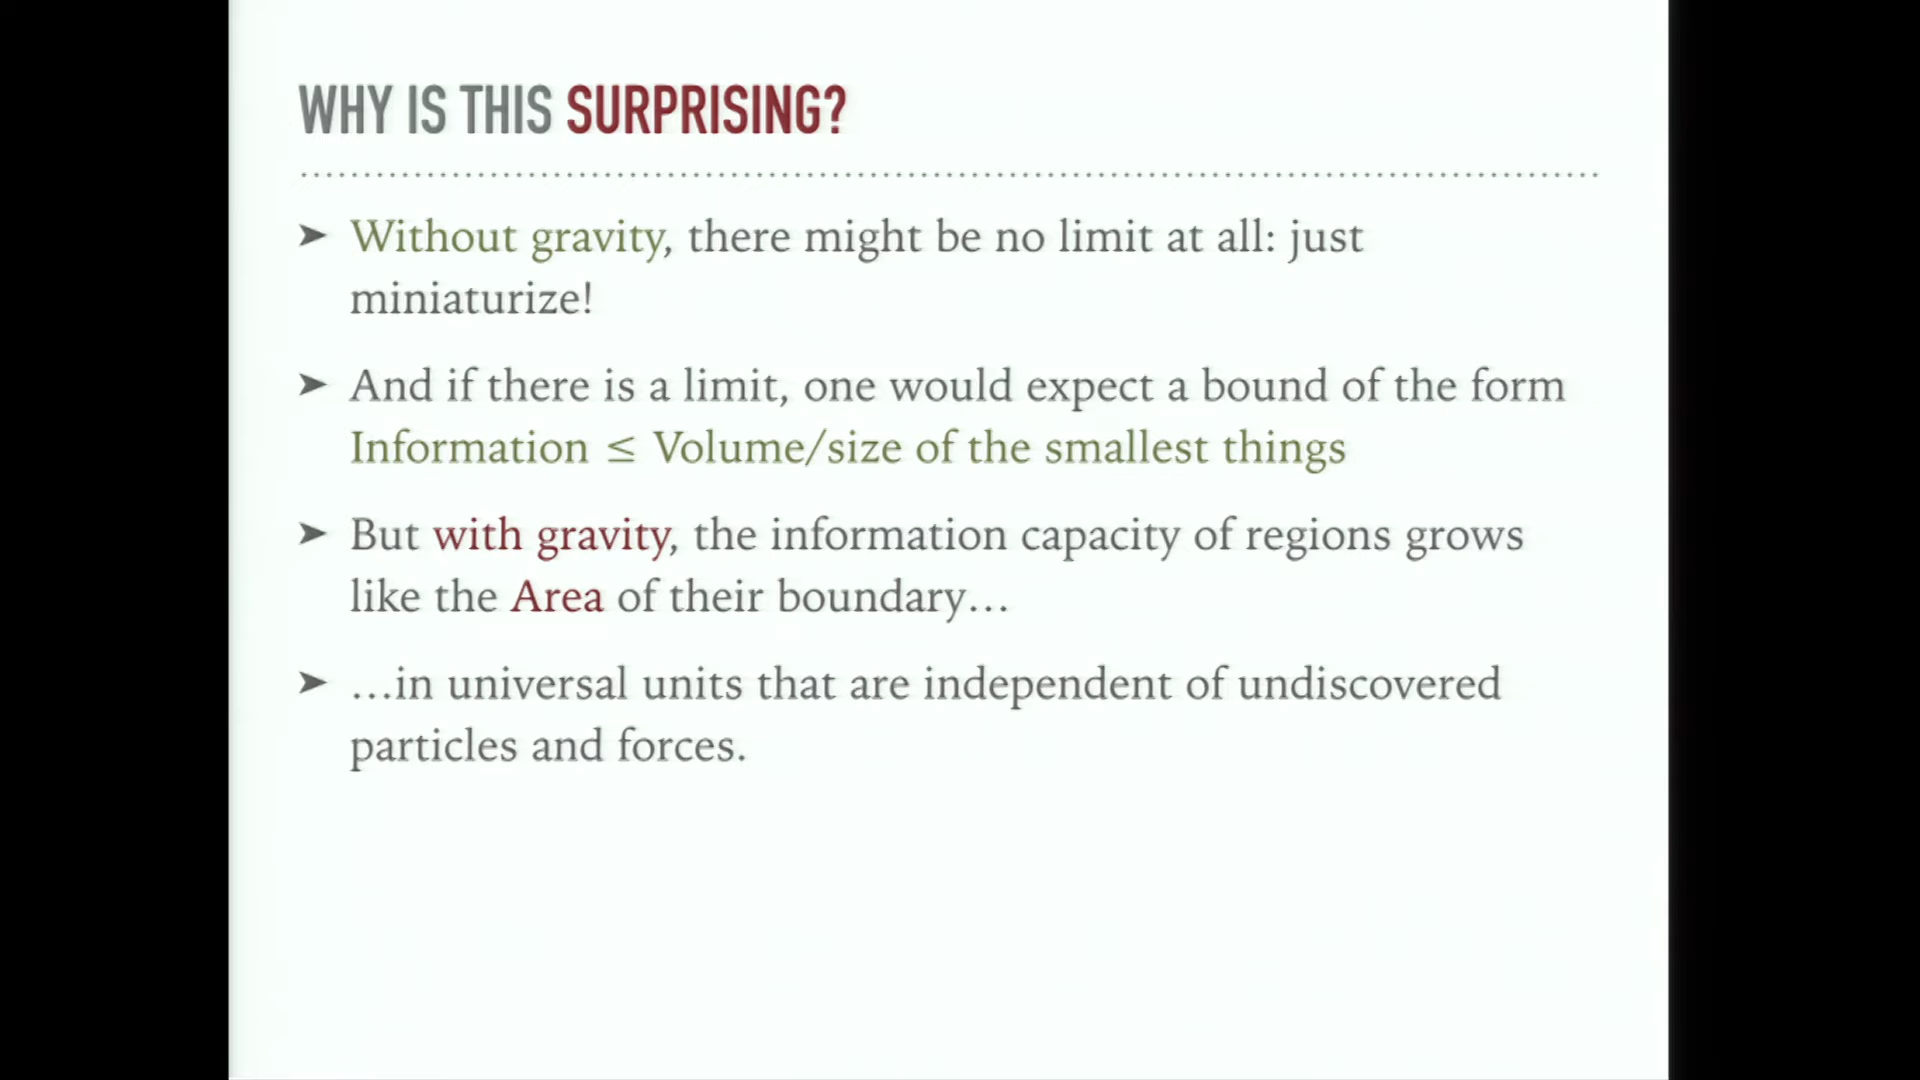 WHY IS THIS SURPRISING?
➤ Without gravity, there might be no limit at all: just
miniaturize!
➤ And if there is a limit, one would expect a bound of the form
Information ≤ Volume/size of the smallest things
➤ But with gravity, the information capacity of regions grows
like the Area of their boundary…
➤ …in universal units that are independent of undiscovered
particles and forces.